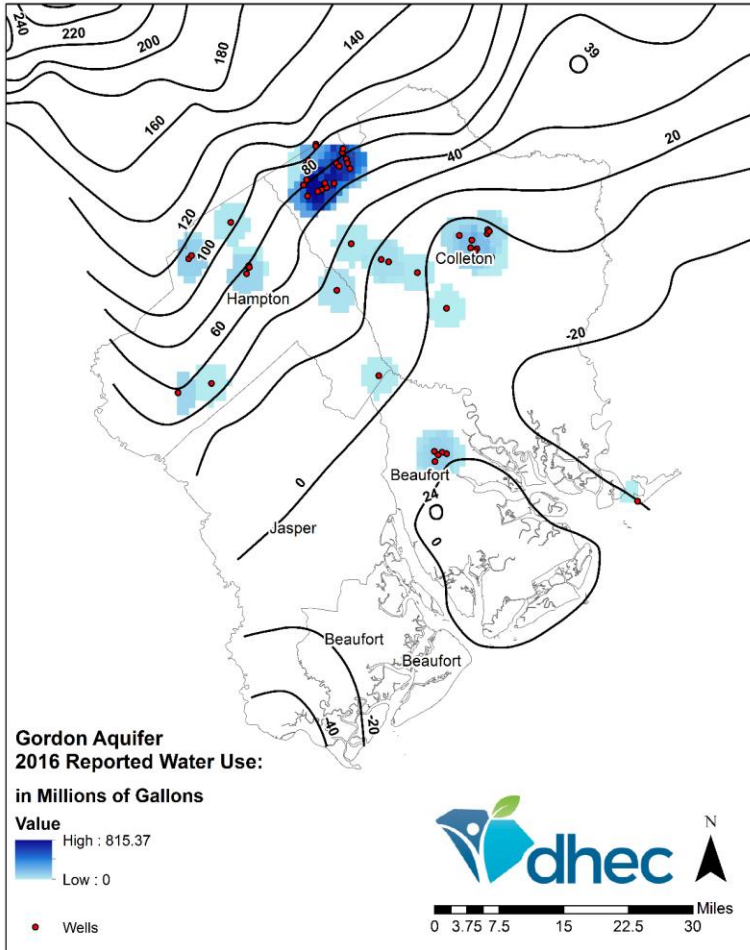 240
220
200
180
140
39
160
20
40
80
120
100
Colleton
Hampton
60
-20
0
Beaufort
24
Jasper
0
Beaufort
Beaufort
-20
-40
Gordon Aquifer
2016 Reported Water Use:
in Millions of Gallons
Value
High : 815.37
Low : 0
Wells
dhec
N
Miles
0 3.75 7.5 15 22.5 30